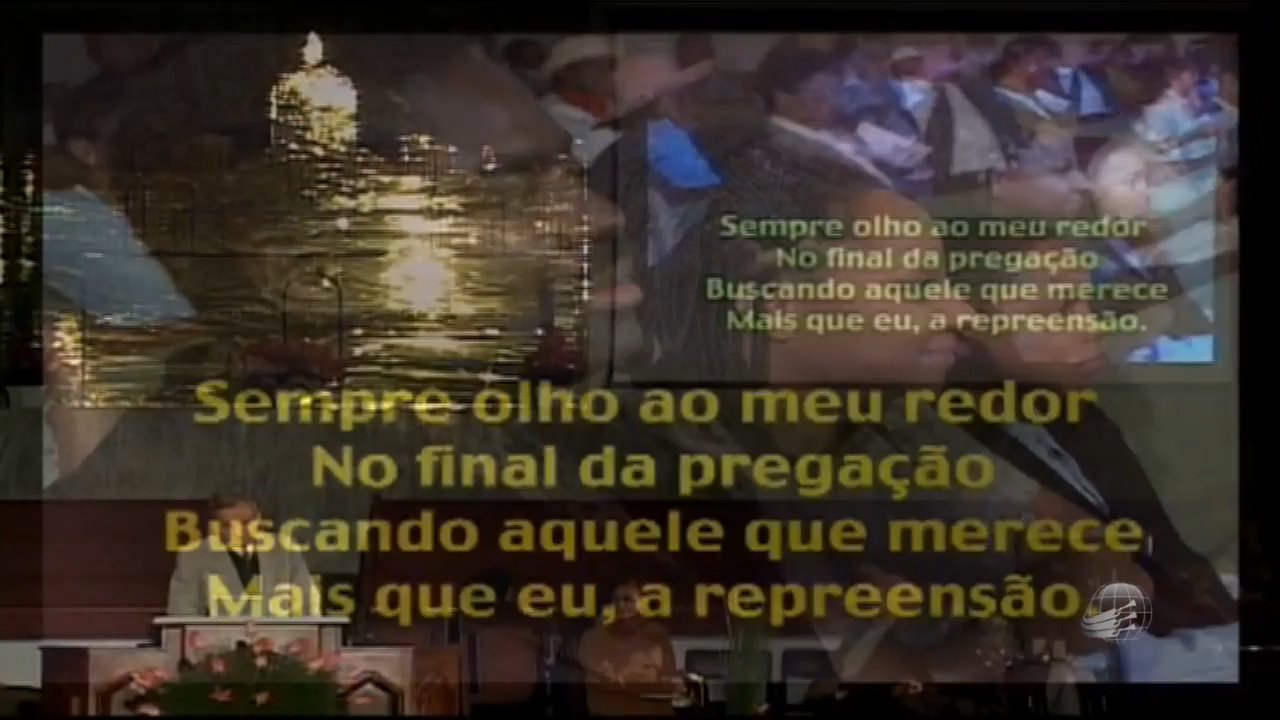 Sempre olho ao meu redor
No final da pregação
Buscando aquele que merece
Mais que eu, a repreensão.
Sempre olho ao meu redor
No final da pregação
Buscando aquele que merece
Mais que eu, a repreensão.